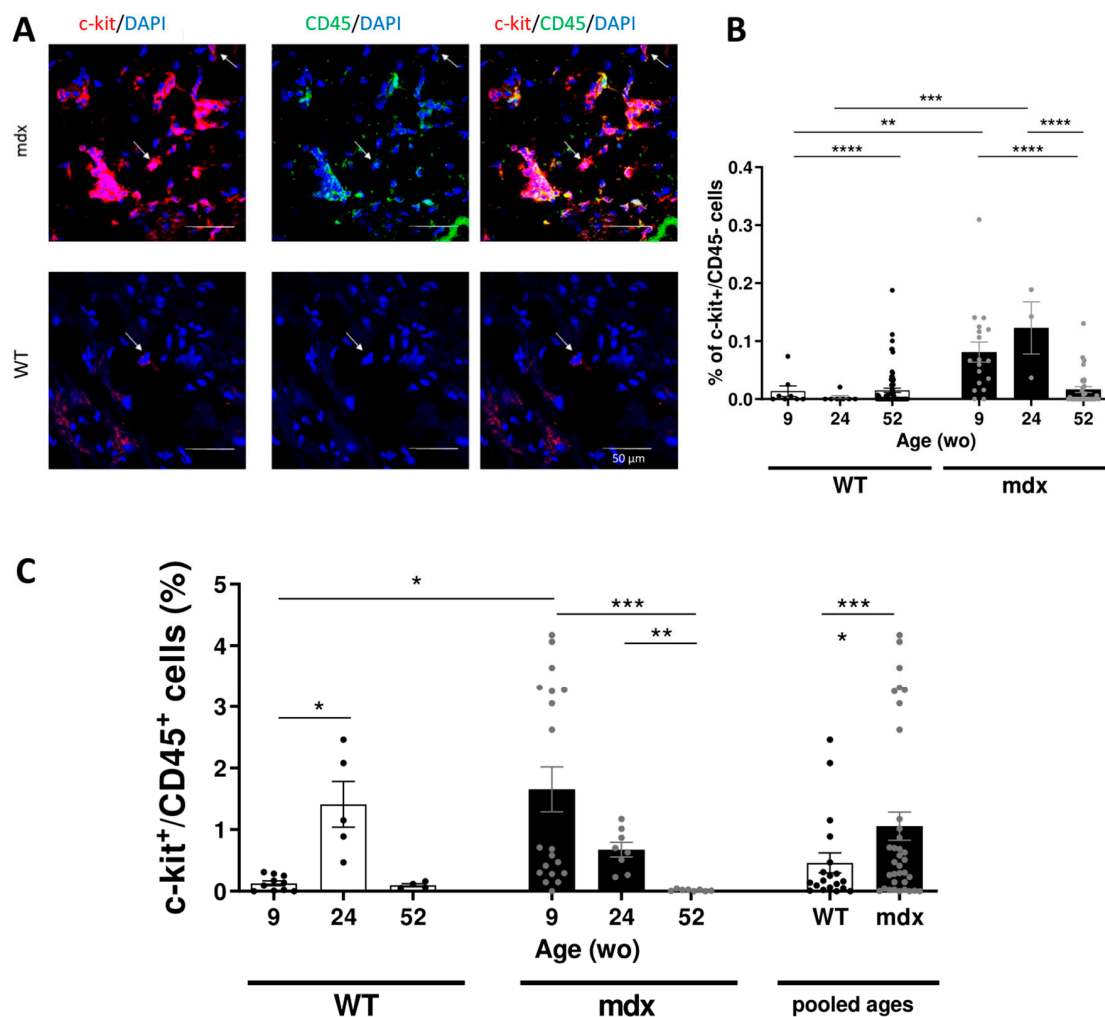 A
c-kit/DAPI CD45/DAPI c-kit/CD45/DAPI
mdx
WT
50 µm
B
***
** ****
**** ****
% of c-kit+/CD45- cells
0.4
0.3
0.2
0.1
0.0
9 24 52 9 24 52
Age (wo)
WT mdx
C
c-kit⁺/CD45⁺ cells (%)
5
4
3
2
1
0
*
*** ***
** *
*
9 24 52 9 24 52 WT mdx
Age (wo)
WT mdx pooled ages